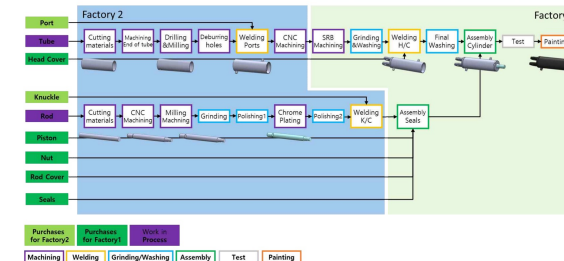 Factory 2
Factory
Port
Tube
Head Cover
Cutting
materials
Machining
End of tube
Drilling
&Milling
Deburring
holes
Welding
Ports
CNC
Machining
SRB
Machining
Grinding
&Washing
Welding
H/C
Final
Washing
Assembly
Cylinder
Test
Paintin
Knuckle
Rod
Piston
Nut
Rod Cover
Seals
Cutting
materials
CNC
Machining
Milling
Machning
Grinding
Polishing1
Chrome
Plating
Polishing2
Welding
K/C
Assembly
Seals
Purchases
for Factory2
Purchases
for Factory1
Work in
Process
Machining
Welding
Grinding/Washing
Assembly
Test
Painting